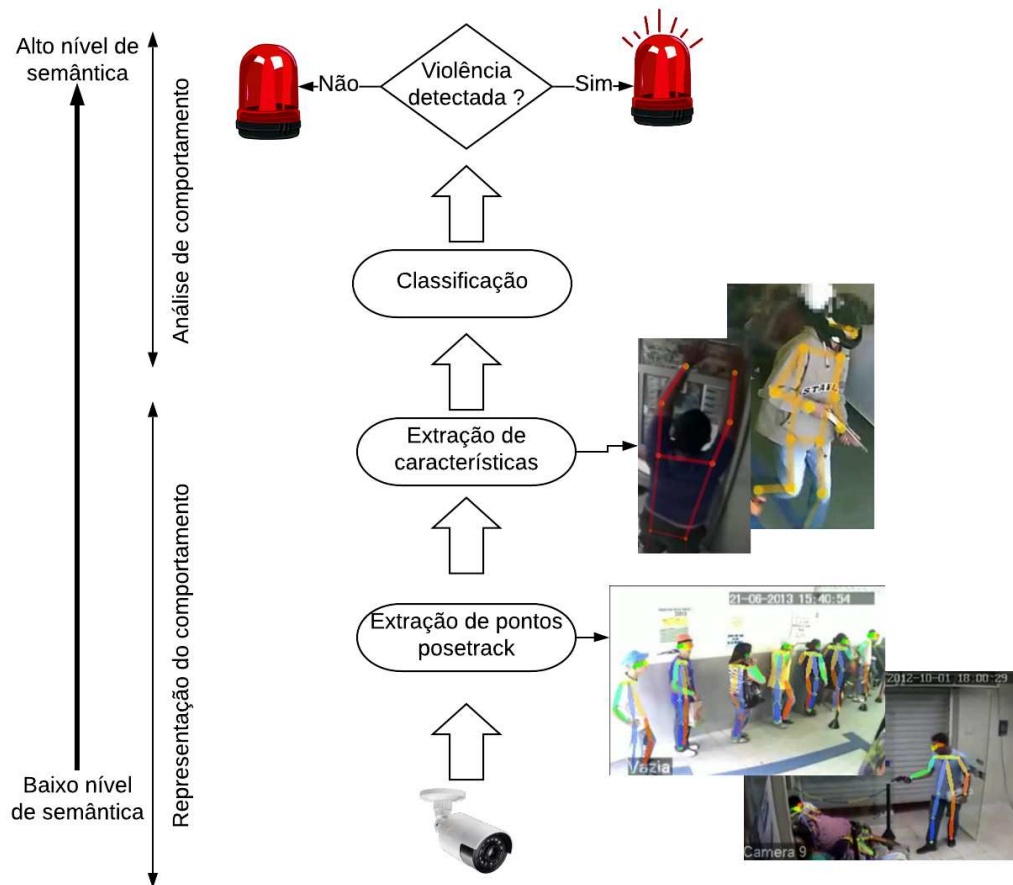 Alto nível de
semântica
Análise de comportamento
Não
Violência
detectada ?
Sim
Classificação
Extração de
características
STAL
Representação do comportamento
Extração de pontos
posetrack
21-06-2013 15:40:54
Vazia
2012-10-01 18:00:29
Camera 9
Baixo nível
de semântica